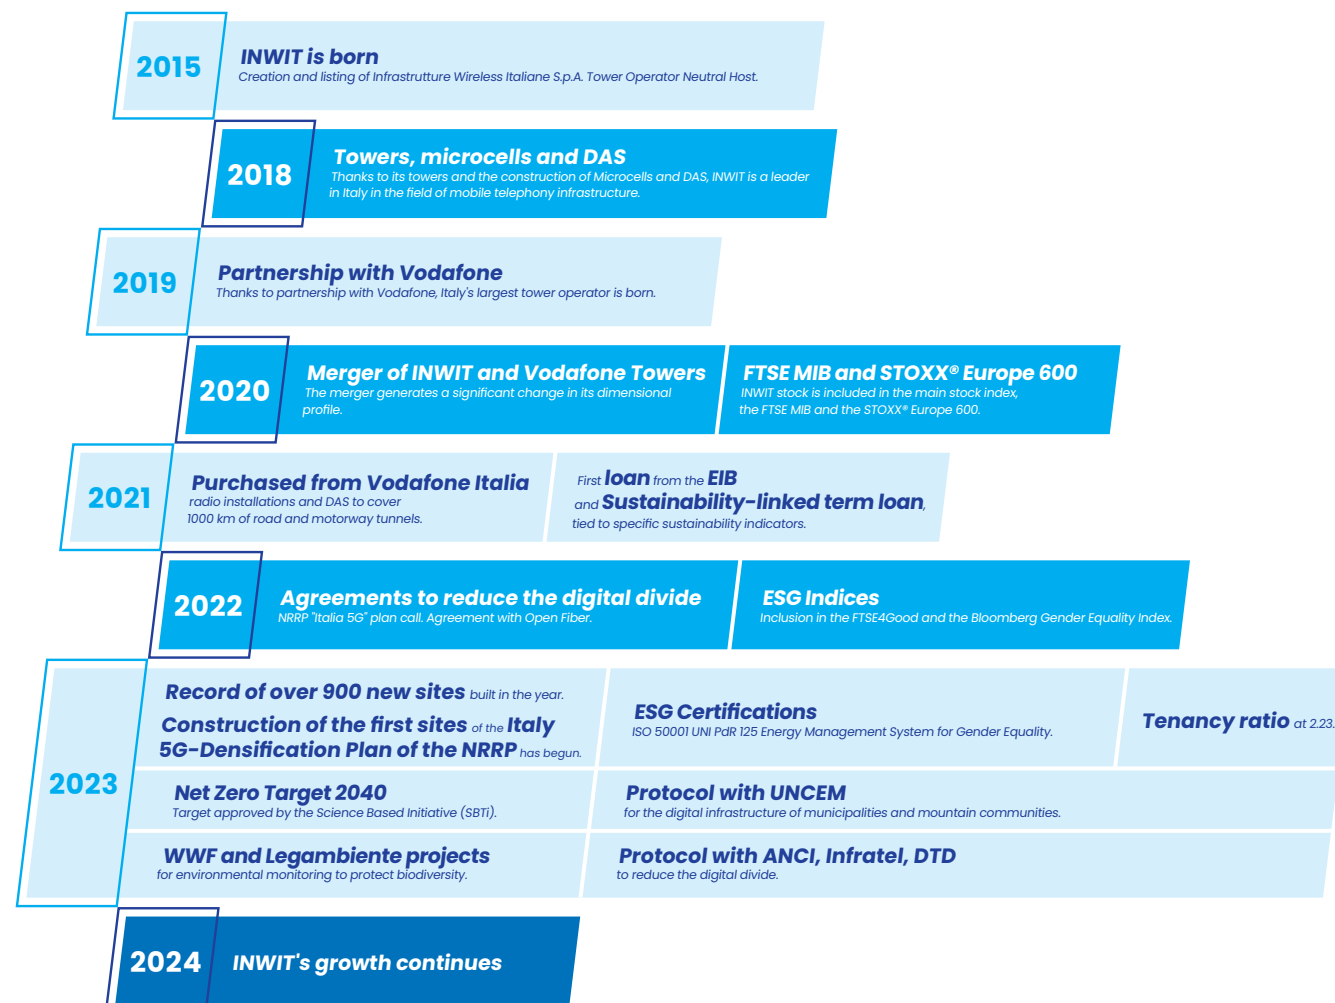 2015
INWIT is born
Creation and listing of Infrastrutture Wireless Italiane S.p.A. Tower Operator Neutral Host.
2018
Towers, microcells and DAS
Thanks to its towers and the construction of Microcells and DAS, INWIT is a leader
in Italy in the field of mobile telephony infrastructure.
2019
Partnership with Vodafone
Thanks to partnership with Vodafone, Italy's largest tower operator is born.
2020
Merger of INWIT and Vodafone Towers
The merger generates a significant change in its dimensional
profile.
FTSE MIB and STOXX® Europe 600
INWIT stock is included in the main stock index,
the FTSE MIB and the STOXX® Europe 600.
2021
Purchased from Vodafone Italia
radio installations and DAS to cover
1000 km of road and motorway tunnels.
First loan from the EIB
and Sustainability-linked term loan,
tied to specific sustainability indicators.
2022
Agreements to reduce the digital divide
NRRP "Italia 5G" plan call. Agreement with Open Fiber.
ESG Indices
Inclusion in the FTSE4Good and the Bloomberg Gender Equality Index.
2023
Record of over 900 new sites built in the year.
Construction of the first sites of the Italy
5G-Densification Plan of the NRRP has begun.
ESG Certifications
ISO 50001 UNI PdR 125 Energy Management System for Gender Equality.
Tenancy ratio at 2.23.
Net Zero Target 2040
Target approved by the Science Based Initiative (SBTi).
Protocol with UNCEM
for the digital infrastructure of municipalities and mountain communities.
WWF and Legambiente projects
for environmental monitoring to protect biodiversity.
Protocol with ANCI, Infratel, DTD
to reduce the digital divide.
2024
INWIT's growth continues